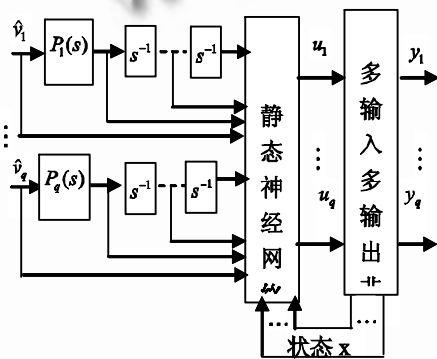 v̂₁
P₁(s)
s⁻¹
s⁻¹
v̂_q
P_q(s)
s⁻¹
s⁻¹
静态神经网
u₁
u_q
多输入多输出
y₁
y_q
状态 x